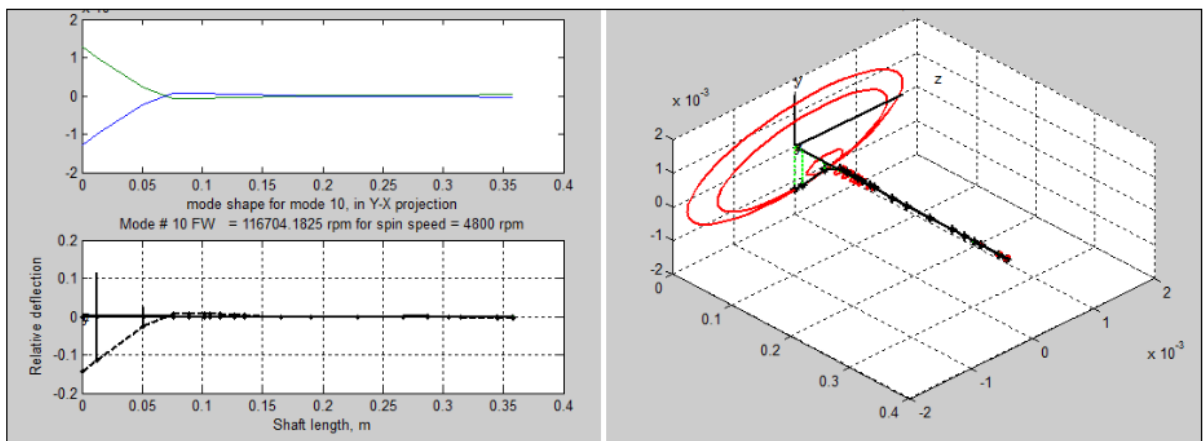 2
1
0
-1
-2
0 0.05 0.1 0.15 0.2 0.25 0.3 0.35 0.4
mode shape for mode 10, in Y-X projection
Mode # 10 FW = 116704.1825 rpm for spin speed = 4800 rpm
0.2
0.1
0
-0.1
-0.2
Relative deflection
0 0.05 0.1 0.15 0.2 0.25 0.3 0.35 0.4
Shaft length, m
x 10⁻³
y
z
2
1
0
-1
-2
0
0.1
0.2
0.3
0.4
-2
-1
0
1
2
x 10⁻³